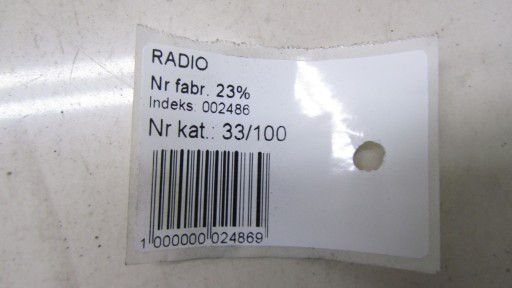 RADIO
Nr fabr. 23%
Indeks 002486
Nr kat.: 33/100
1 000000 024869